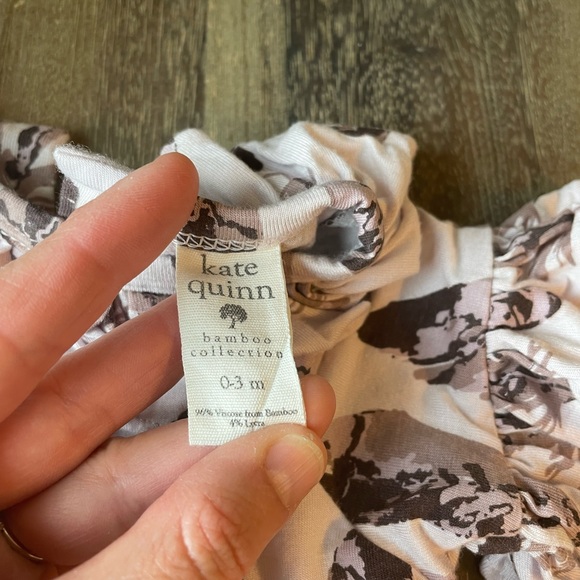 kate
quinn
bamboo
collection
0-3 m
96% Viscose from Bamboo
4% Lycra